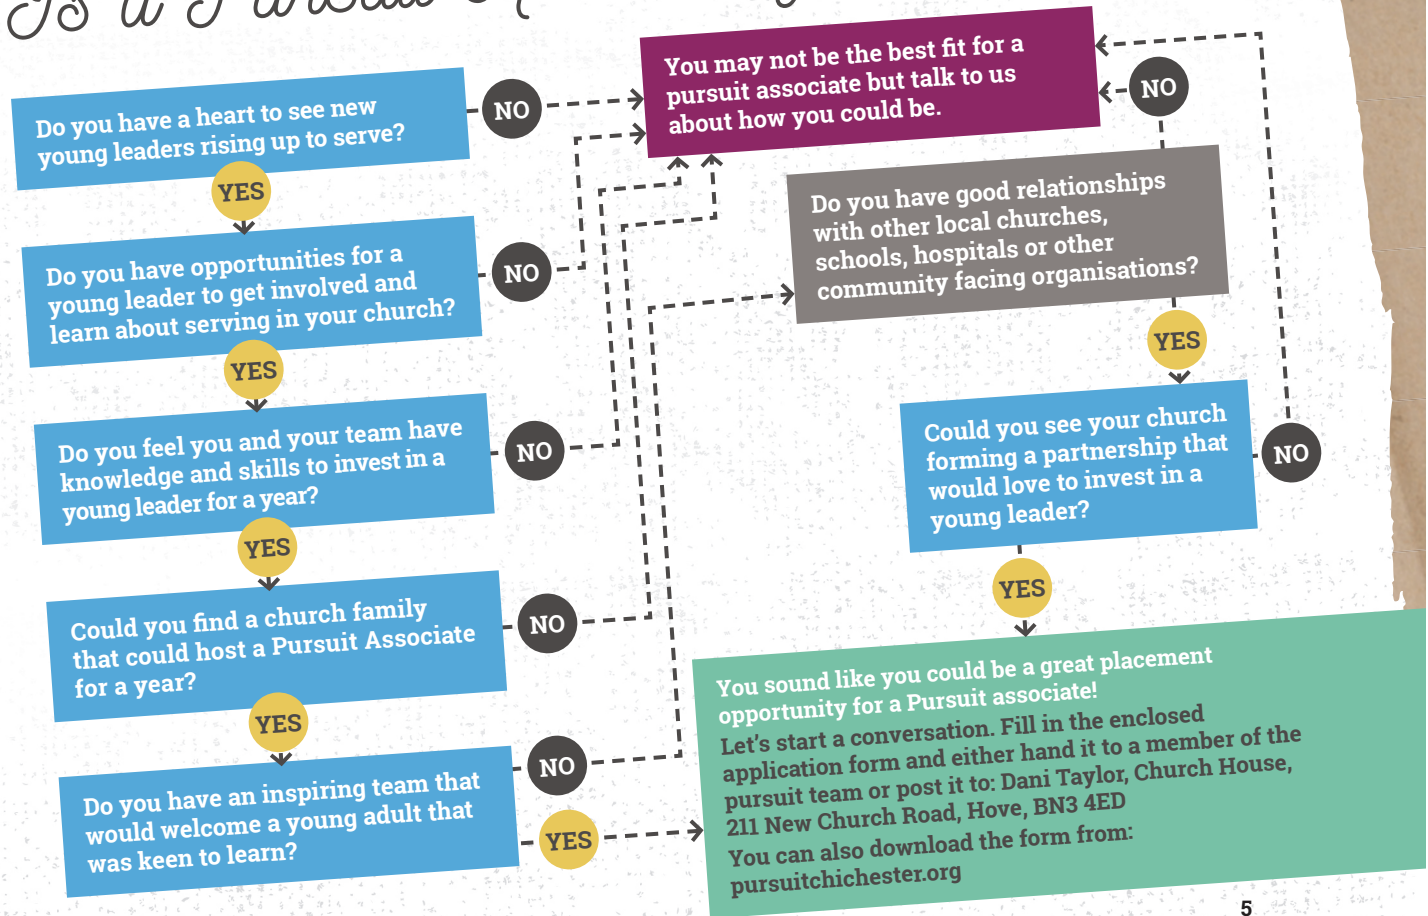 Is a Pursuit
Do you have a heart to see new
young leaders rising up to serve?
NO
YES
You may not be the best fit for a
pursuit associate but talk to us
about how you could be.
NO
Do you have opportunities for a
young leader to get involved and
learn about serving in your church?
NO
YES
Do you have good relationships
with other local churches,
schools, hospitals or other
community facing organisations?
YES
Do you feel you and your team have
knowledge and skills to invest in a
young leader for a year?
NO
YES
Could you see your church
forming a partnership that
would love to invest in a
young leader?
NO
YES
Could you find a church family
that could host a Pursuit Associate
for a year?
NO
YES
Do you have an inspiring team that
would welcome a young adult that
was keen to learn?
NO
YES
You sound like you could be a great placement
opportunity for a Pursuit associate!
Let's start a conversation. Fill in the enclosed
application form and either hand it to a member of the
pursuit team or post it to: Dani Taylor, Church House,
211 New Church Road, Hove, BN3 4ED
You can also download the form from:
pursuitchichester.org
5